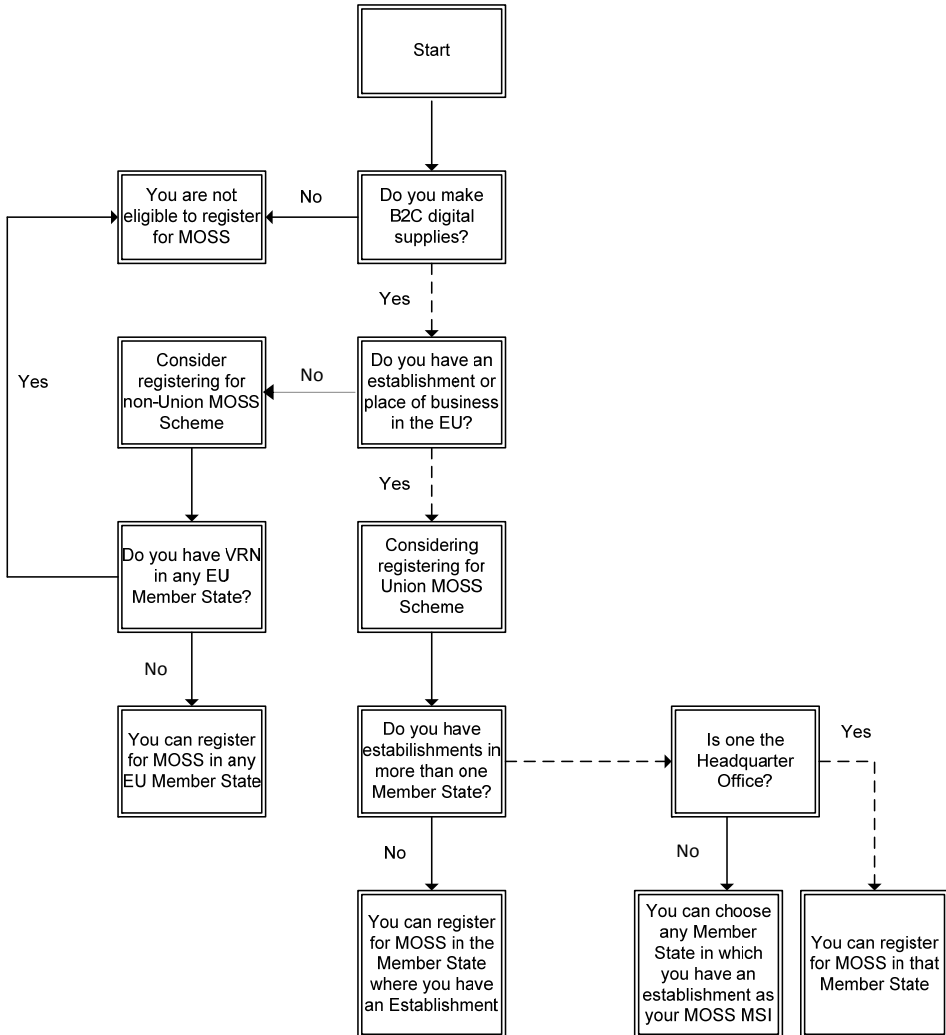 Start
You are not
eligible to register
for MOSS
No
Do you make
B2C digital
supplies?
Yes
Yes
Consider
registering for
non-Union MOSS
Scheme
No
Do you have an
establishment or
place of business
in the EU?
Yes
Do you have VRN
in any EU
Member State?
Considering
registering for
Union MOSS
Scheme
No
You can register
for MOSS in any
EU Member State
Do you have
estabilishments in
more than one
Member State?
Is one the
Headquarter
Office?
Yes
No
No
You can register
for MOSS in the
Member State
where you have
an Establishment
You can choose
any Member
State in which
you have an
establishment as
your MOSS MSI
You can register
for MOSS in that
Member State